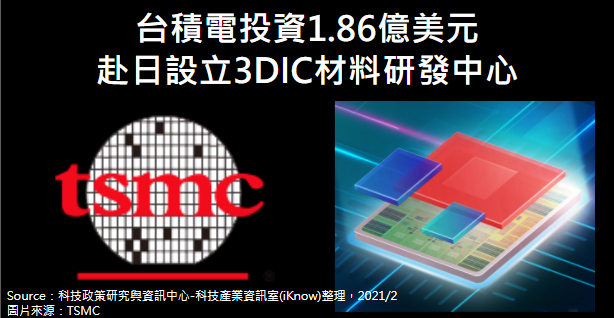 台積電投資1.86億美元
赴日設立3DIC材料研發中心
tsmc
®
Source：科技政策研究與資訊中心-科技產業資訊室(iKnow)整理，2021/2
圖片來源：TSMC